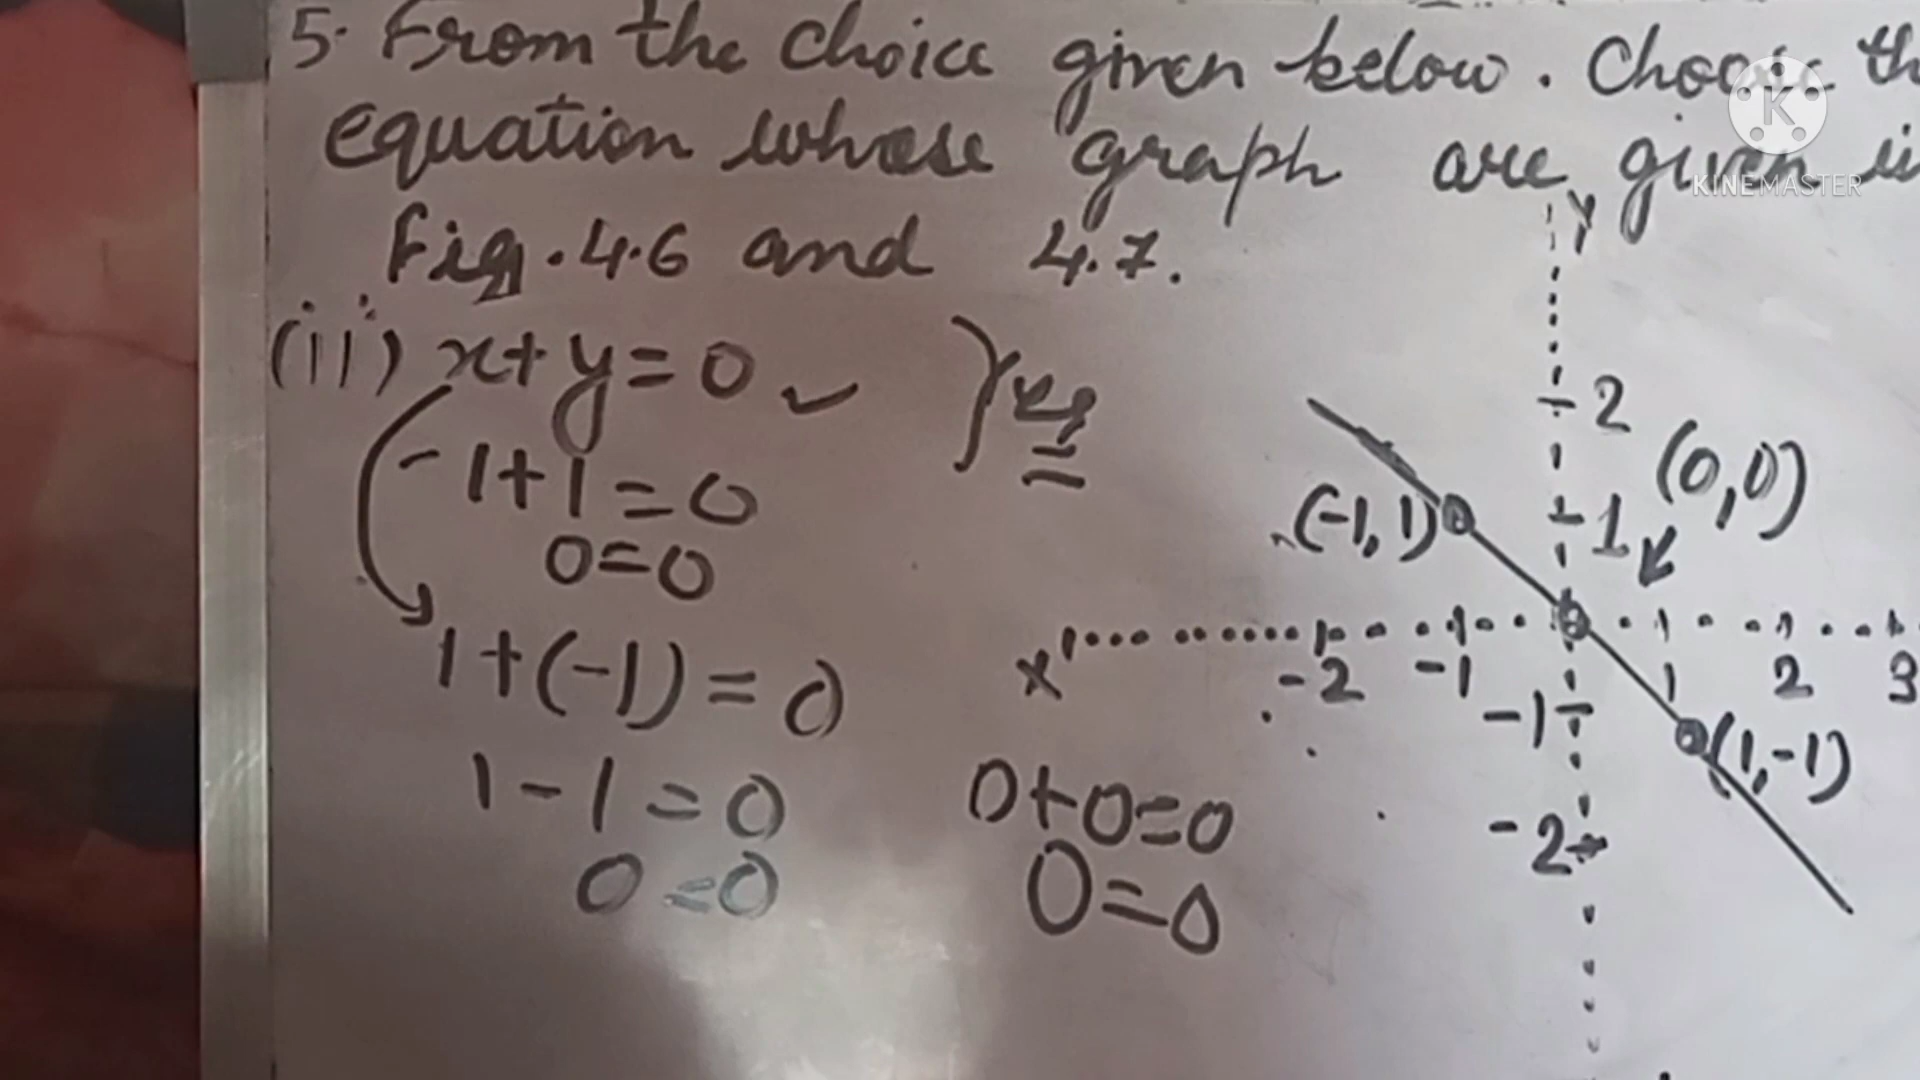 5. From the choice given below. Choose th
equation whose graph are given in
Fig. 4.6 and 4.7.
(ii) x+y=0 ✓ } yes
-1+1=0
0=0
1+(-1)=0
1-1=0
0=0
0+0=0
0=0
Y
2
(0,0)
(-1,1)
1
X'
-2 -1 1 2 3
-1
(1,-1)
-2
K
KINEMASTER